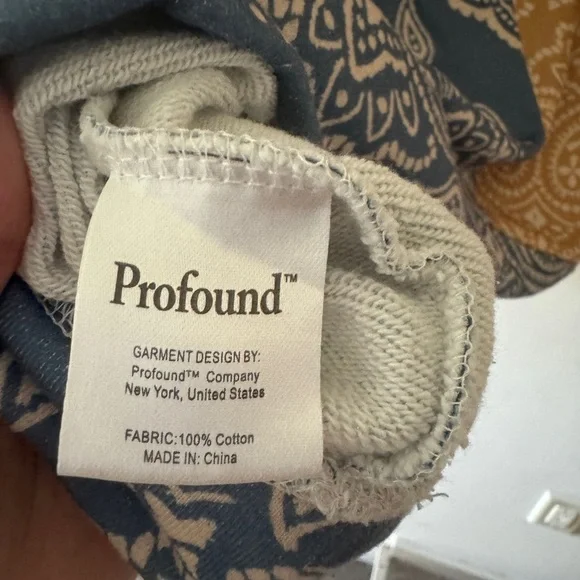 Profound™
GARMENT DESIGN BY:
Profound™ Company
New York, United States
FABRIC:100% Cotton
MADE IN: China